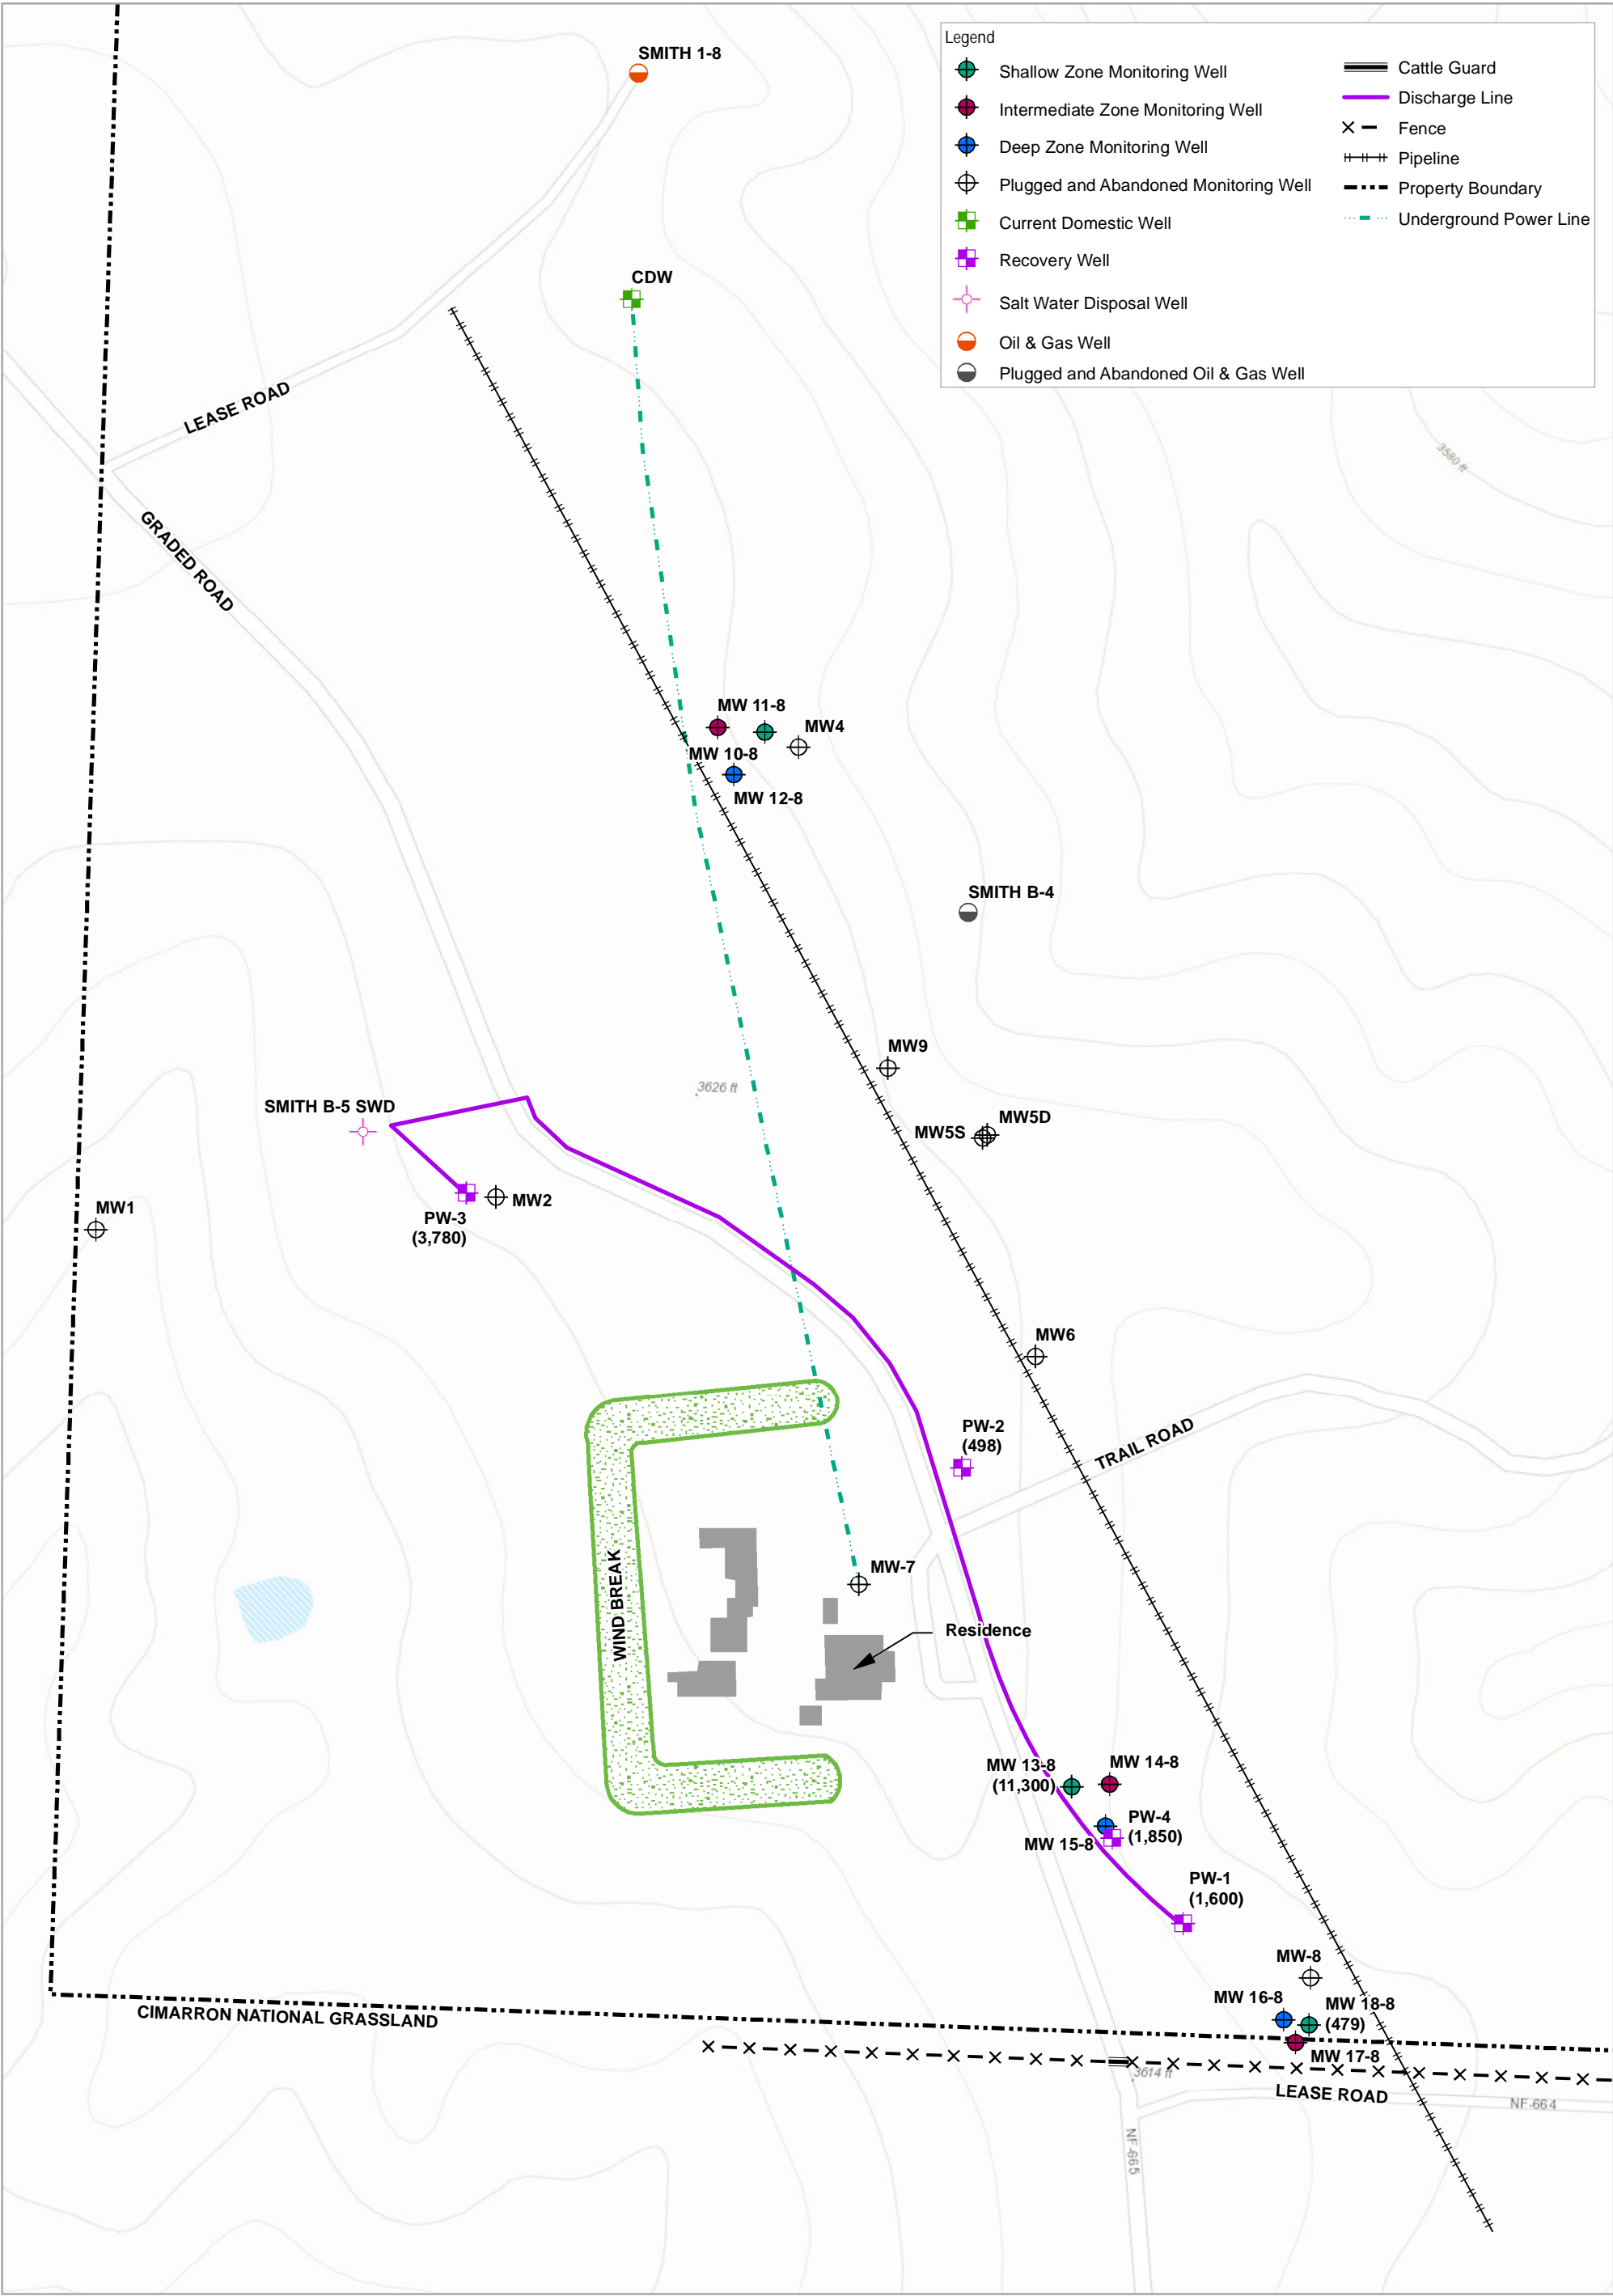 SMITH 1-8
Legend
Shallow Zone Monitoring Well
Intermediate Zone Monitoring Well
Deep Zone Monitoring Well
Plugged and Abandoned Monitoring Well
Current Domestic Well
Recovery Well
Salt Water Disposal Well
Oil & Gas Well
Plugged and Abandoned Oil & Gas Well
Cattle Guard
Discharge Line
Fence
Pipeline
Property Boundary
Underground Power Line
CDW
LEASE ROAD
3580 ft
GRADED ROAD
MW 11-8
MW4
MW 10-8
MW 12-8
SMITH B-4
MW9
3626 ft
SMITH B-5 SWD
MW5D
MW5S
MW1
MW2
PW-3
(3,780)
MW6
PW-2
(498)
TRAIL ROAD
WIND BREAK
MW-7
Residence
MW 13-8
(11,300)
MW 14-8
PW-4
(1,850)
MW 15-8
PW-1
(1,600)
MW-8
MW 16-8
MW 18-8
(479)
CIMARRON NATIONAL GRASSLAND
MW 17-8
3614 ft
LEASE ROAD
NF-664
NF-665